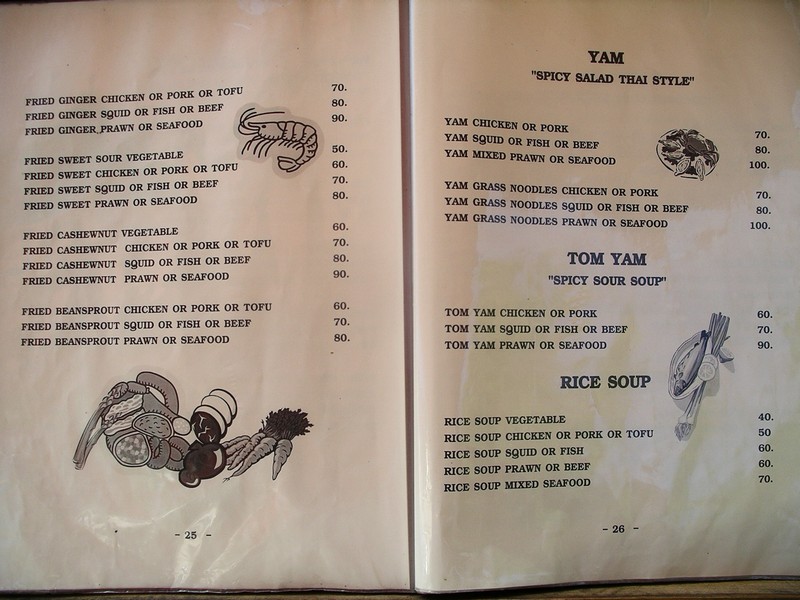 FRIED GINGER CHICKEN OR PORK OR TOFU 70.
FRIED GINGER SQUID OR FISH OR BEEF 80.
FRIED GINGER PRAWN OR SEAFOOD 90.
FRIED SWEET SOUR VEGETABLE 50.
FRIED SWEET CHICKEN OR PORK OR TOFU 60.
FRIED SWEET SQUID OR FISH OR BEEF 70.
FRIED SWEET PRAWN OR SEAFOOD 80.
FRIED CASHEWNUT VEGETABLE 60.
FRIED CASHEWNUT CHICKEN OR PORK OR TOFU 70.
FRIED CASHEWNUT SQUID OR FISH OR BEEF 80.
FRIED CASHEWNUT PRAWN OR SEAFOOD 90.
FRIED BEANSPROUT CHICKEN OR PORK OR TOFU 60.
FRIED BEANSPROUT SQUID OR FISH OR BEEF 70.
FRIED BEANSPROUT PRAWN OR SEAFOOD 80.
- 25 -
YAM
"SPICY SALAD THAI STYLE"
YAM CHICKEN OR PORK 70.
YAM SQUID OR FISH OR BEEF 80.
YAM MIXED PRAWN OR SEAFOOD 100.
YAM GRASS NOODLES CHICKEN OR PORK 70.
YAM GRASS NOODLES SQUID OR FISH OR BEEF 80.
YAM GRASS NOODLES PRAWN OR SEAFOOD 100.
TOM YAM
"SPICY SOUR SOUP"
TOM YAM CHICKEN OR PORK 60.
TOM YAM SQUID OR FISH OR BEEF 70.
TOM YAM PRAWN OR SEAFOOD 90.
RICE SOUP
RICE SOUP VEGETABLE 40.
RICE SOUP CHICKEN OR PORK OR TOFU 50
RICE SOUP SQUID OR FISH 60.
RICE SOUP PRAWN OR BEEF 60.
RICE SOUP MIXED SEAFOOD 70.
- 26 -